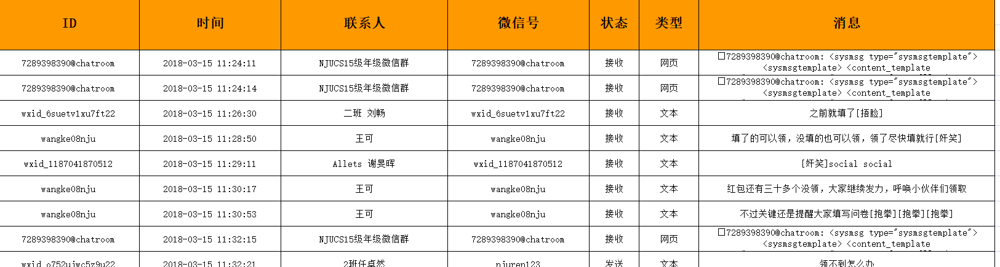 ID 时间 联系人 微信号 状态 类型 消息
7289398390@chatroom 2018-03-15 11:24:11 NJUCS15级年级微信群 7289398390@chatroom 接收 网页 □7289398390@chatroom: <sysmsg type="sysmsgtemplate">
<sysmsgtemplate> <content_template
7289398390@chatroom 2018-03-15 11:24:14 NJUCS15级年级微信群 7289398390@chatroom 接收 网页 □7289398390@chatroom: <sysmsg type="sysmsgtemplate">
<sysmsgtemplate> <content_template
wxid_6suetv1xu7ft22 2018-03-15 11:26:30 二班 刘畅 wxid_6suetv1xu7ft22 接收 文本 之前就填了[捂脸]
wangke08nju 2018-03-15 11:28:50 王可 wangke08nju 接收 文本 填了的可以领，没填的也可以领，领了尽快填就行[奸笑]
wxid_1187041870512 2018-03-15 11:29:11 Allets 谢旻晖 wxid_1187041870512 接收 文本 [奸笑]social social
wangke08nju 2018-03-15 11:30:17 王可 wangke08nju 接收 文本 红包还有三十多个没领，大家继续发力，呼唤小伙伴们领取
wangke08nju 2018-03-15 11:30:53 王可 wangke08nju 接收 文本 不过关键还是提醒大家填写问卷[抱拳][抱拳][抱拳]
7289398390@chatroom 2018-03-15 11:32:15 NJUCS15级年级微信群 7289398390@chatroom 接收 网页 □7289398390@chatroom: <sysmsg type="sysmsgtemplate">
<sysmsgtemplate> <content_template
2018-03-15 11:32:21 2班任卓然 njuren123 发送 文本 领不到怎么办